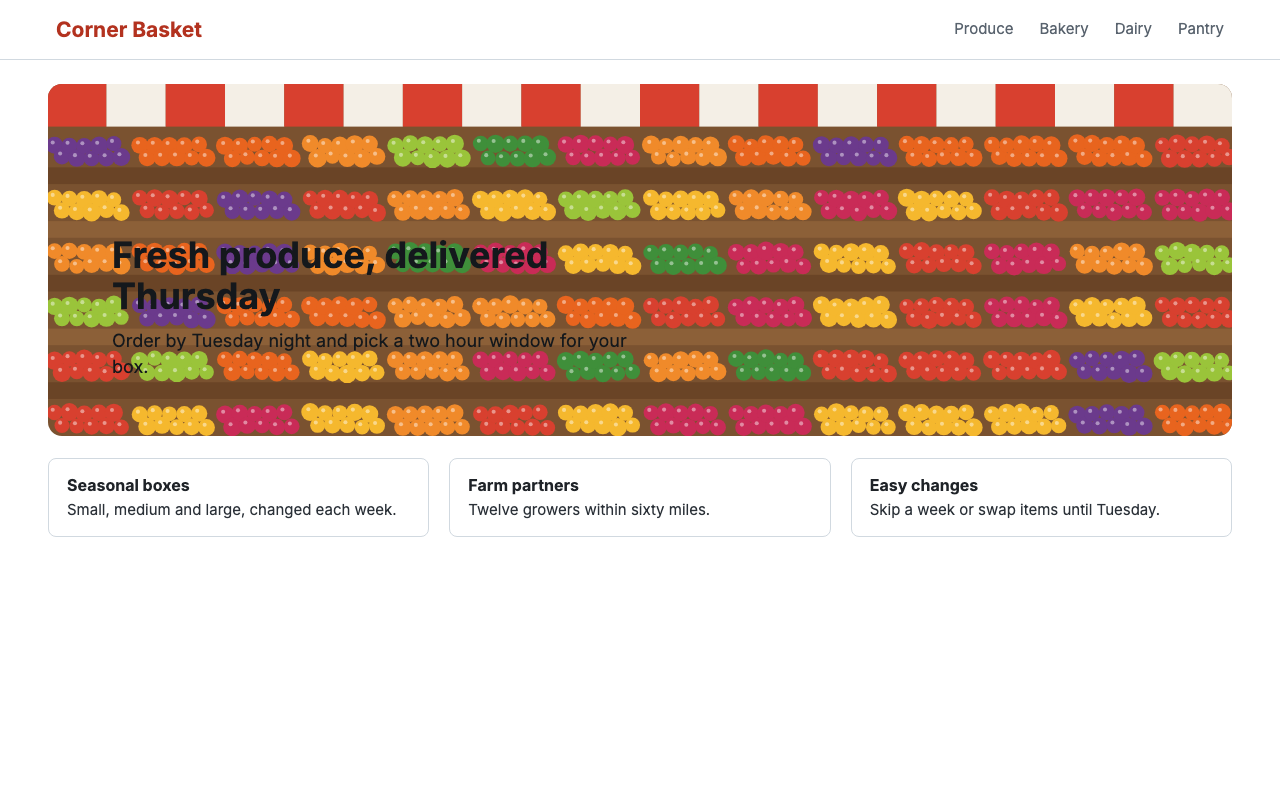 Corner Basket
Produce Bakery Dairy Pantry
Fresh produce, delivered
Thursday
Order by Tuesday night and pick a two hour window for your
box.
Seasonal boxes
Small, medium and large, changed each week.
Farm partners
Twelve growers within sixty miles.
Easy changes
Skip a week or swap items until Tuesday.